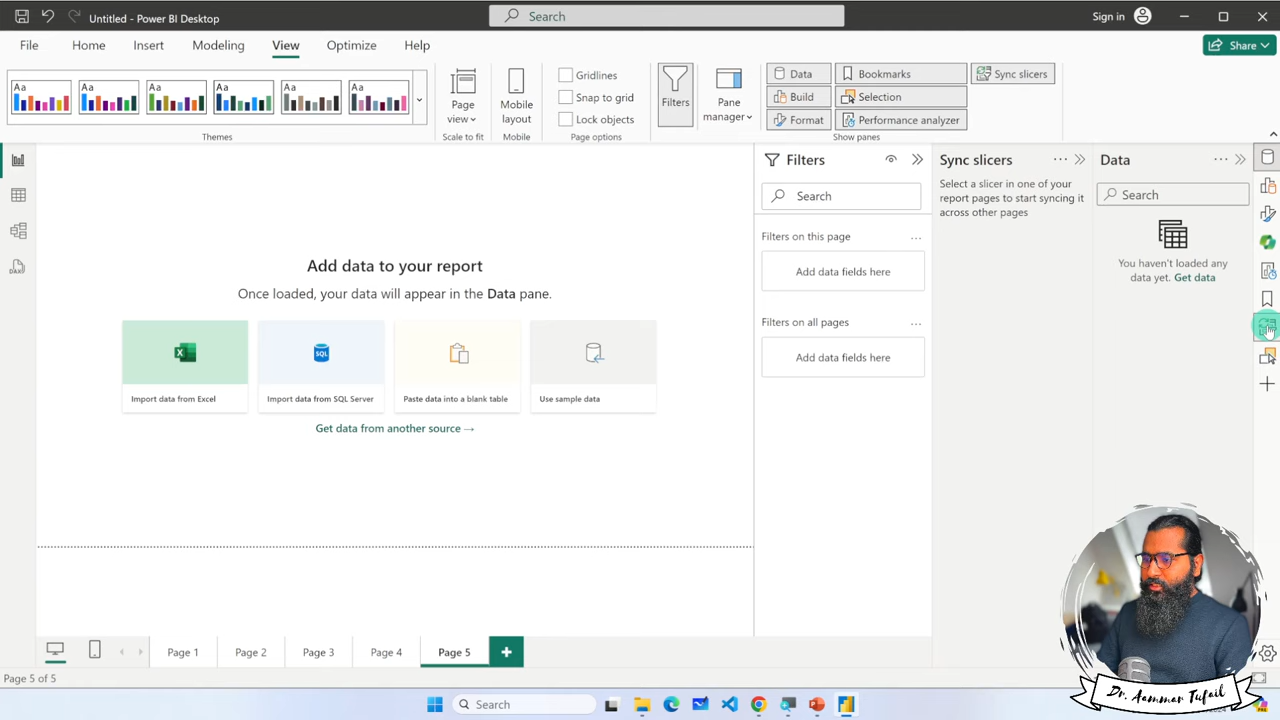 Untitled - Power BI Desktop
Search
Sign in
File
Home
Insert
Modeling
View
Optimize
Help
Share
Aa
Aa
Aa
Aa
Aa
Aa
Themes
Page
view
Scale to fit
Mobile
layout
Mobile
Gridlines
Snap to grid
Lock objects
Page options
Filters
Pane
manager
Data
Build
Format
Bookmarks
Selection
Performance analyzer
Sync slicers
Show panes
Add data to your report
Once loaded, your data will appear in the Data pane.
SQL
Import data from Excel
Import data from SQL Server
Paste data into a blank table
Use sample data
Get data from another source →
Filters
Search
Filters on this page
...
Add data fields here
Filters on all pages
...
Add data fields here
Sync slicers
...
Select a slicer in one of your
report pages to start syncing it
across other pages
Data
...
Search
You haven't loaded any
data yet. Get data
Page 1
Page 2
Page 3
Page 4
Page 5
Page 5 of 5
Search
Dr. Aammar Tufail